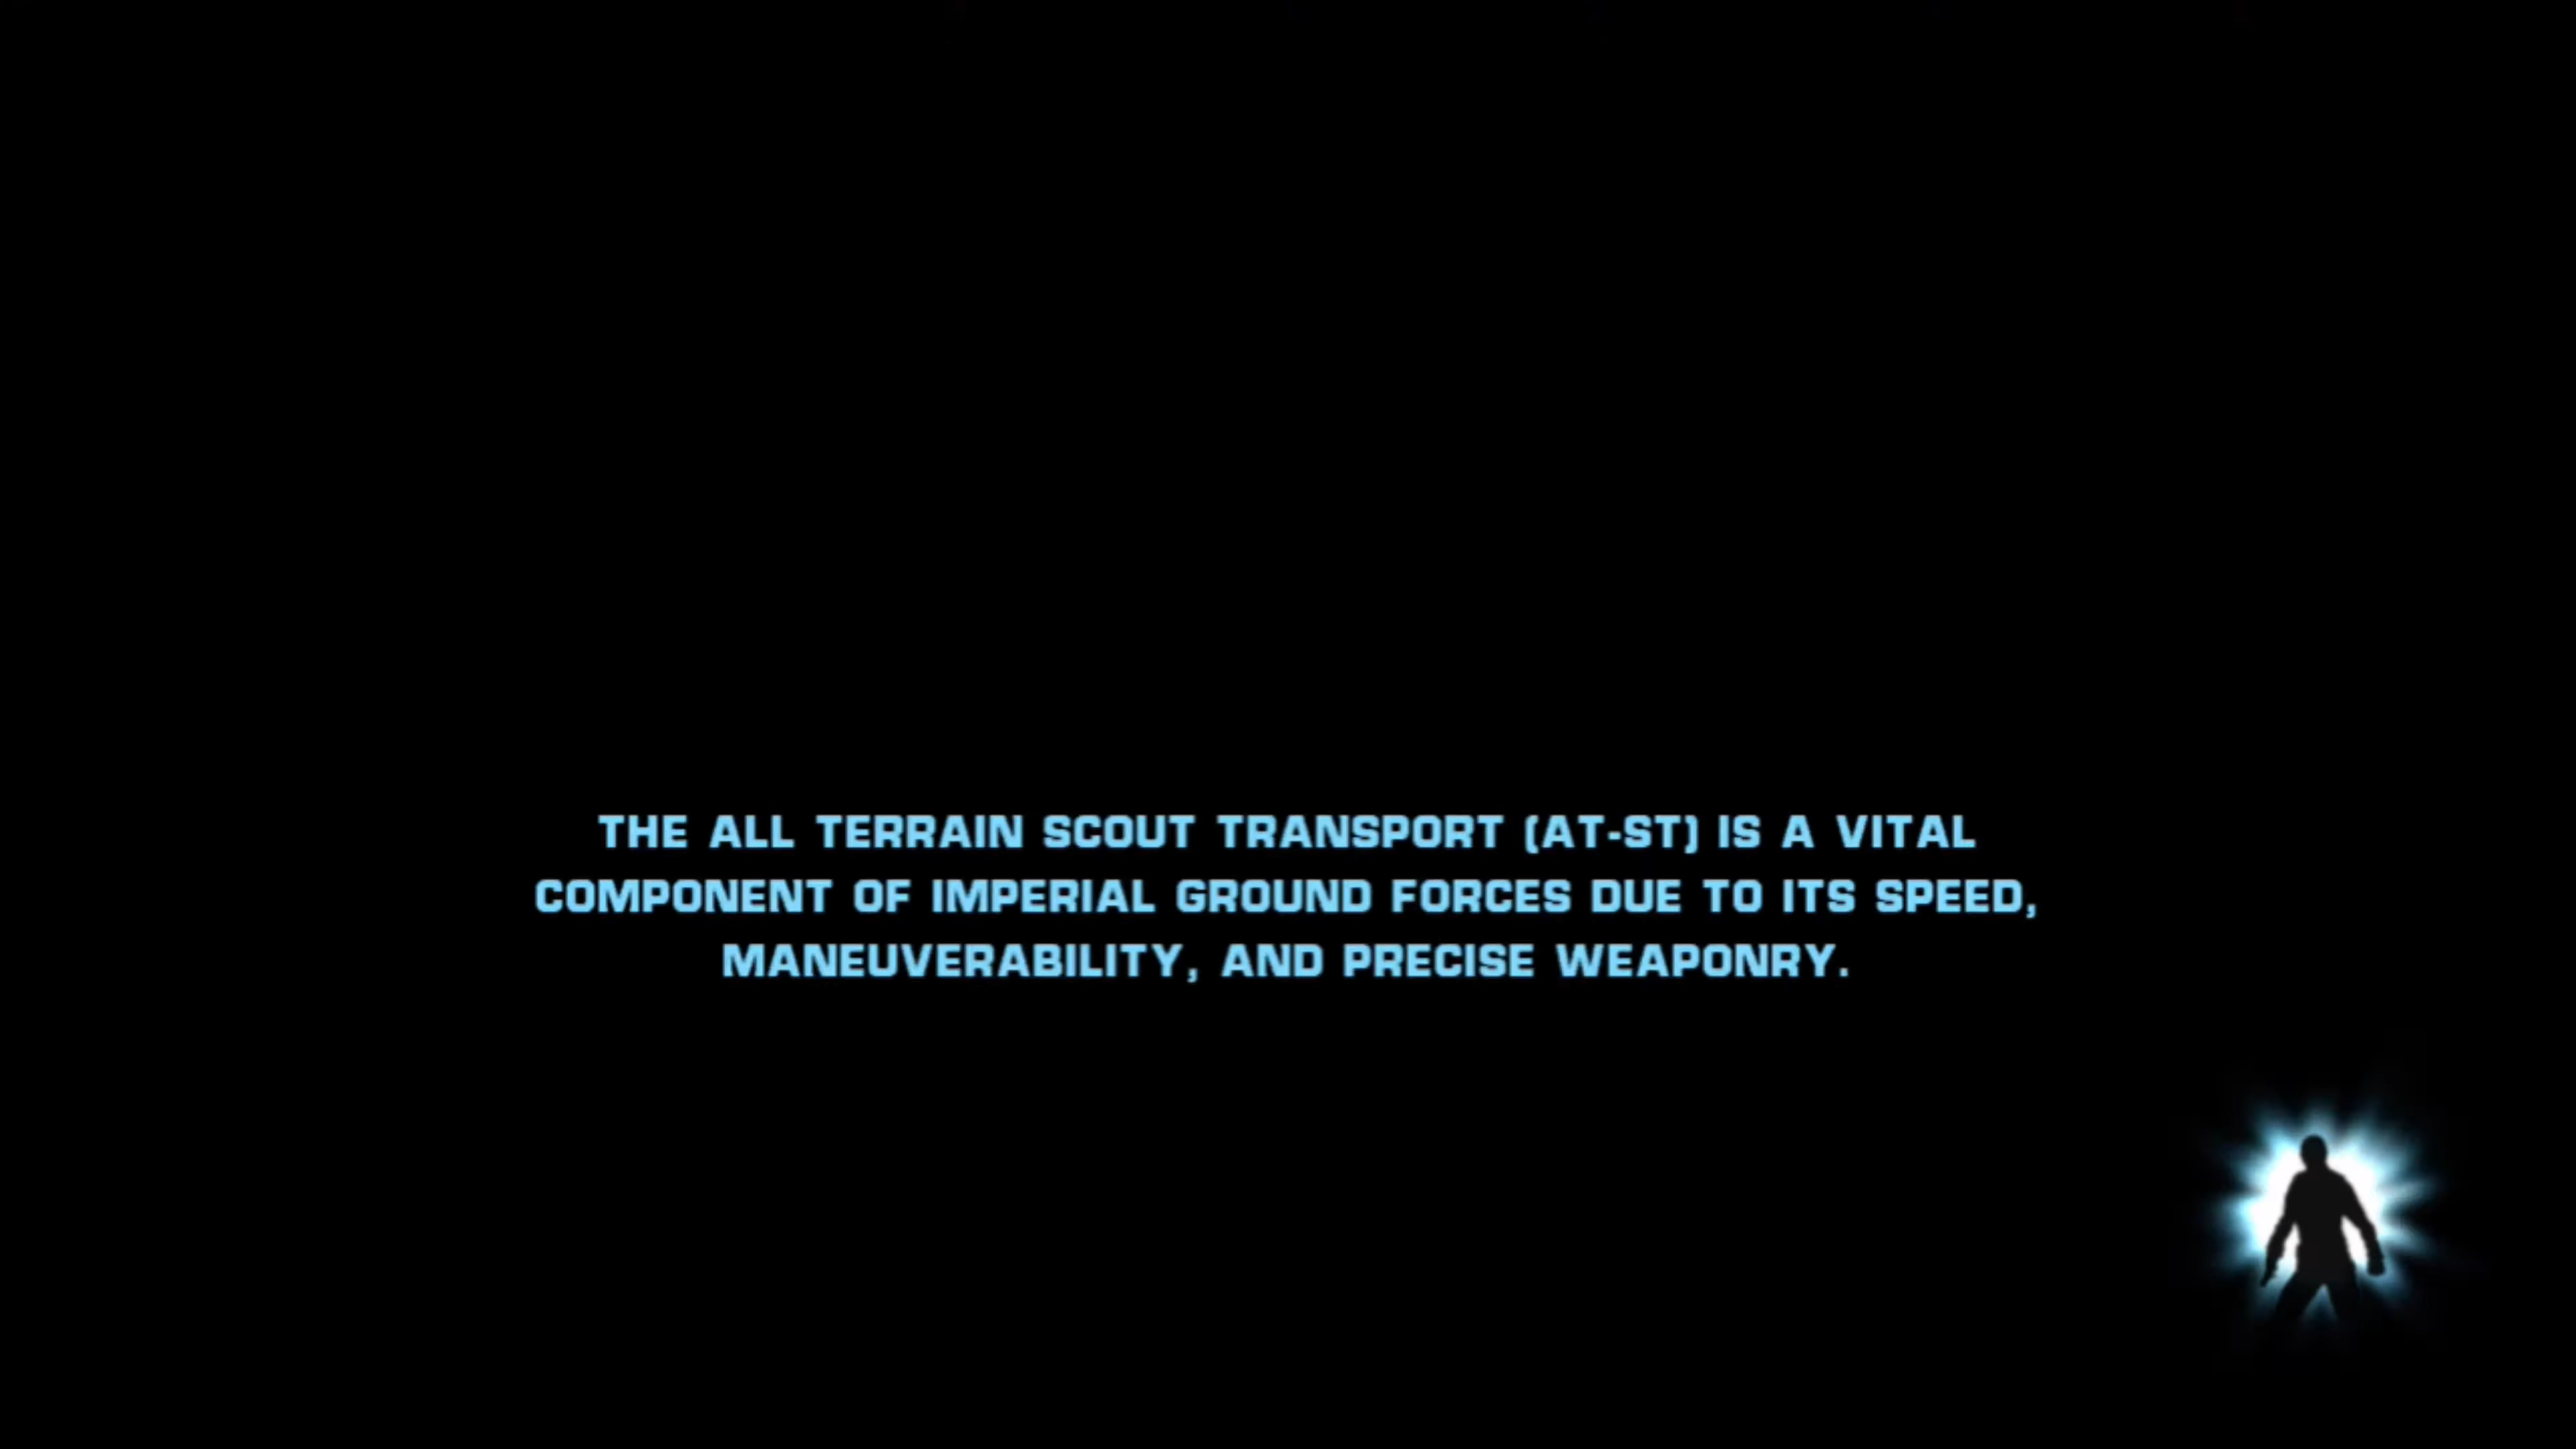 THE ALL TERRAIN SCOUT TRANSPORT (AT-ST) IS A VITAL
COMPONENT OF IMPERIAL GROUND FORCES DUE TO ITS SPEED,
MANEUVERABILITY, AND PRECISE WEAPONRY.